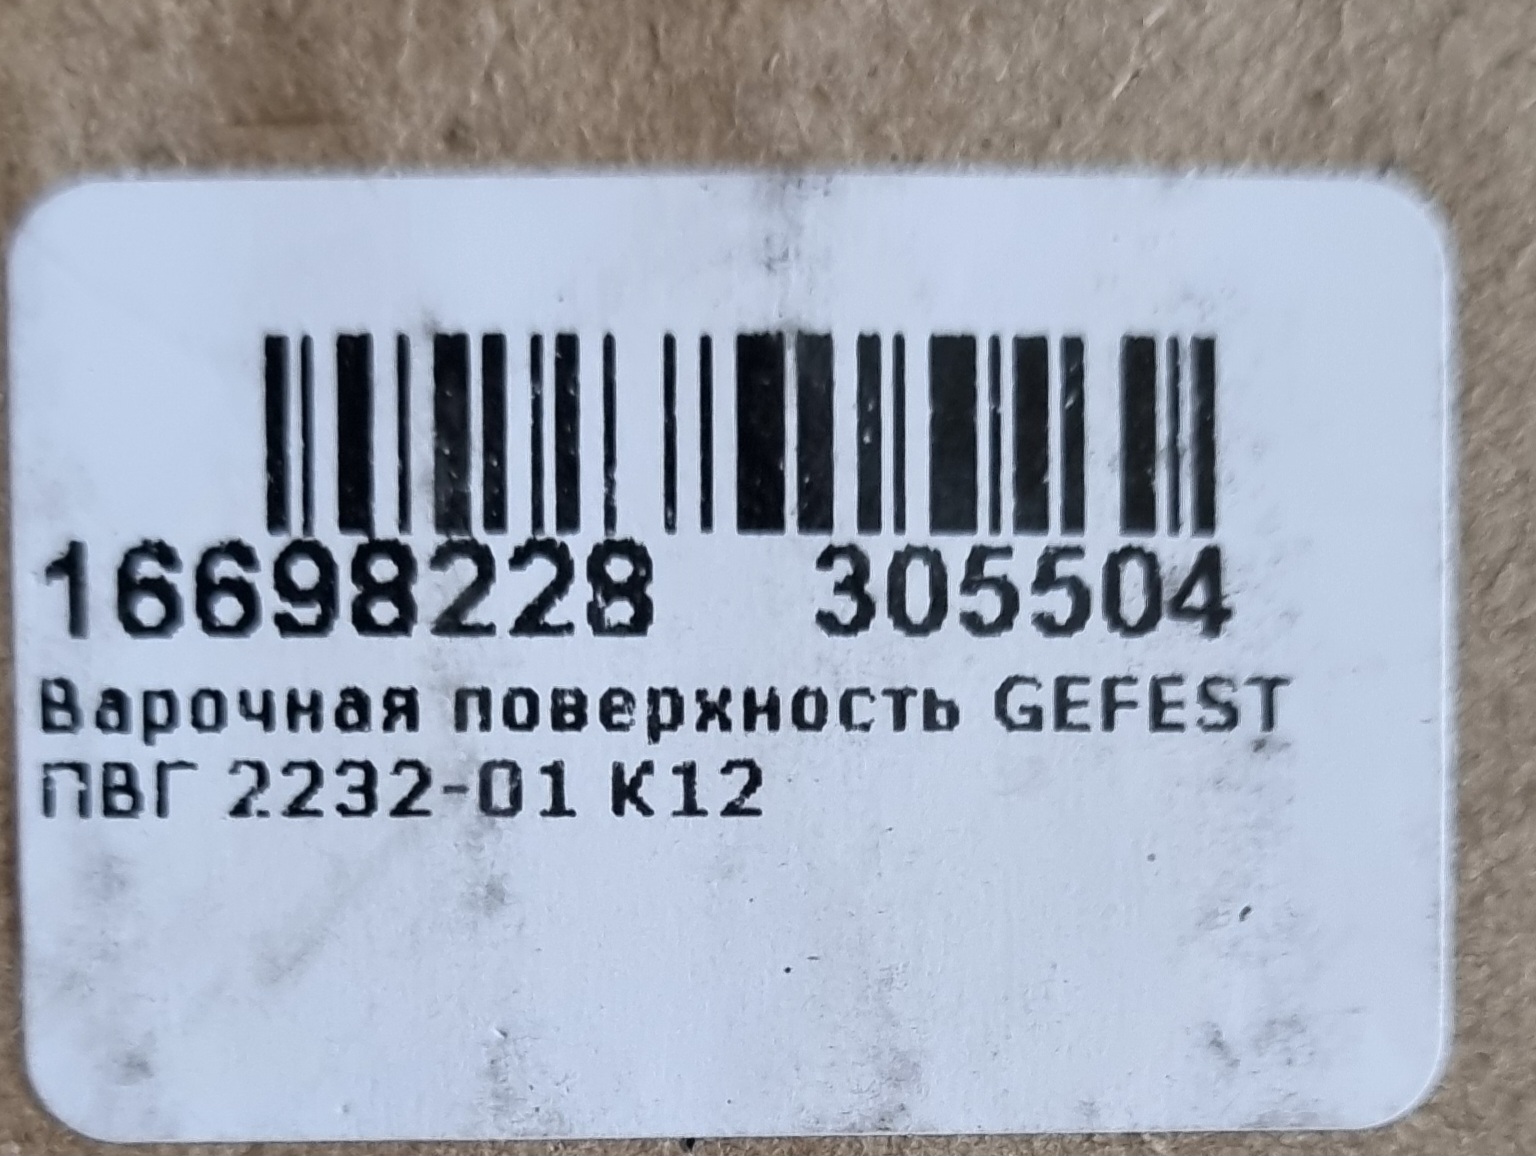 16698228 305504
Варочная поверхность GEFEST
ПВГ 2232-01 К12